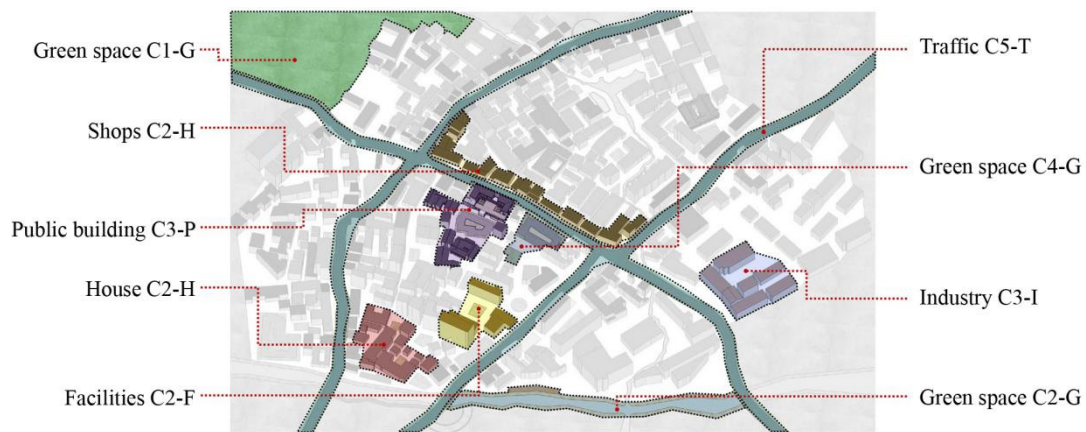 Green space C1-G
Shops C2-H
Public building C3-P
House C2-H
Facilities C2-F
Traffic C5-T
Green space C4-G
Industry C3-I
Green space C2-G